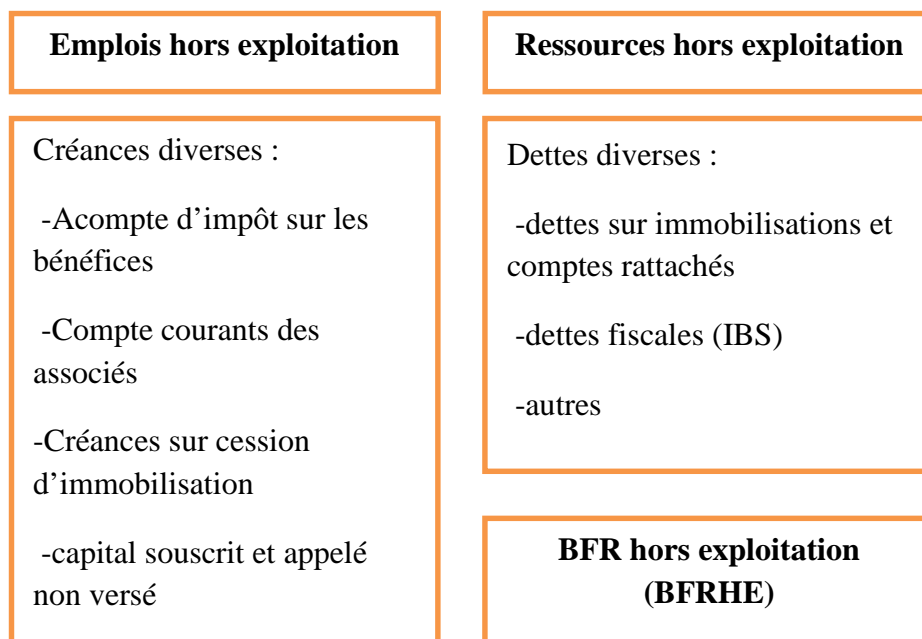 Emplois hors exploitation
Ressources hors exploitation
Créances diverses :
-Acompte d’impôt sur les
bénéfices
-Compte courants des
associés
-Créances sur cession
d’immobilisation
-capital souscrit et appelé
non versé
Dettes diverses :
-dettes sur immobilisations et
comptes rattachés
-dettes fiscales (IBS)
-autres
BFR hors exploitation
(BFRHE)